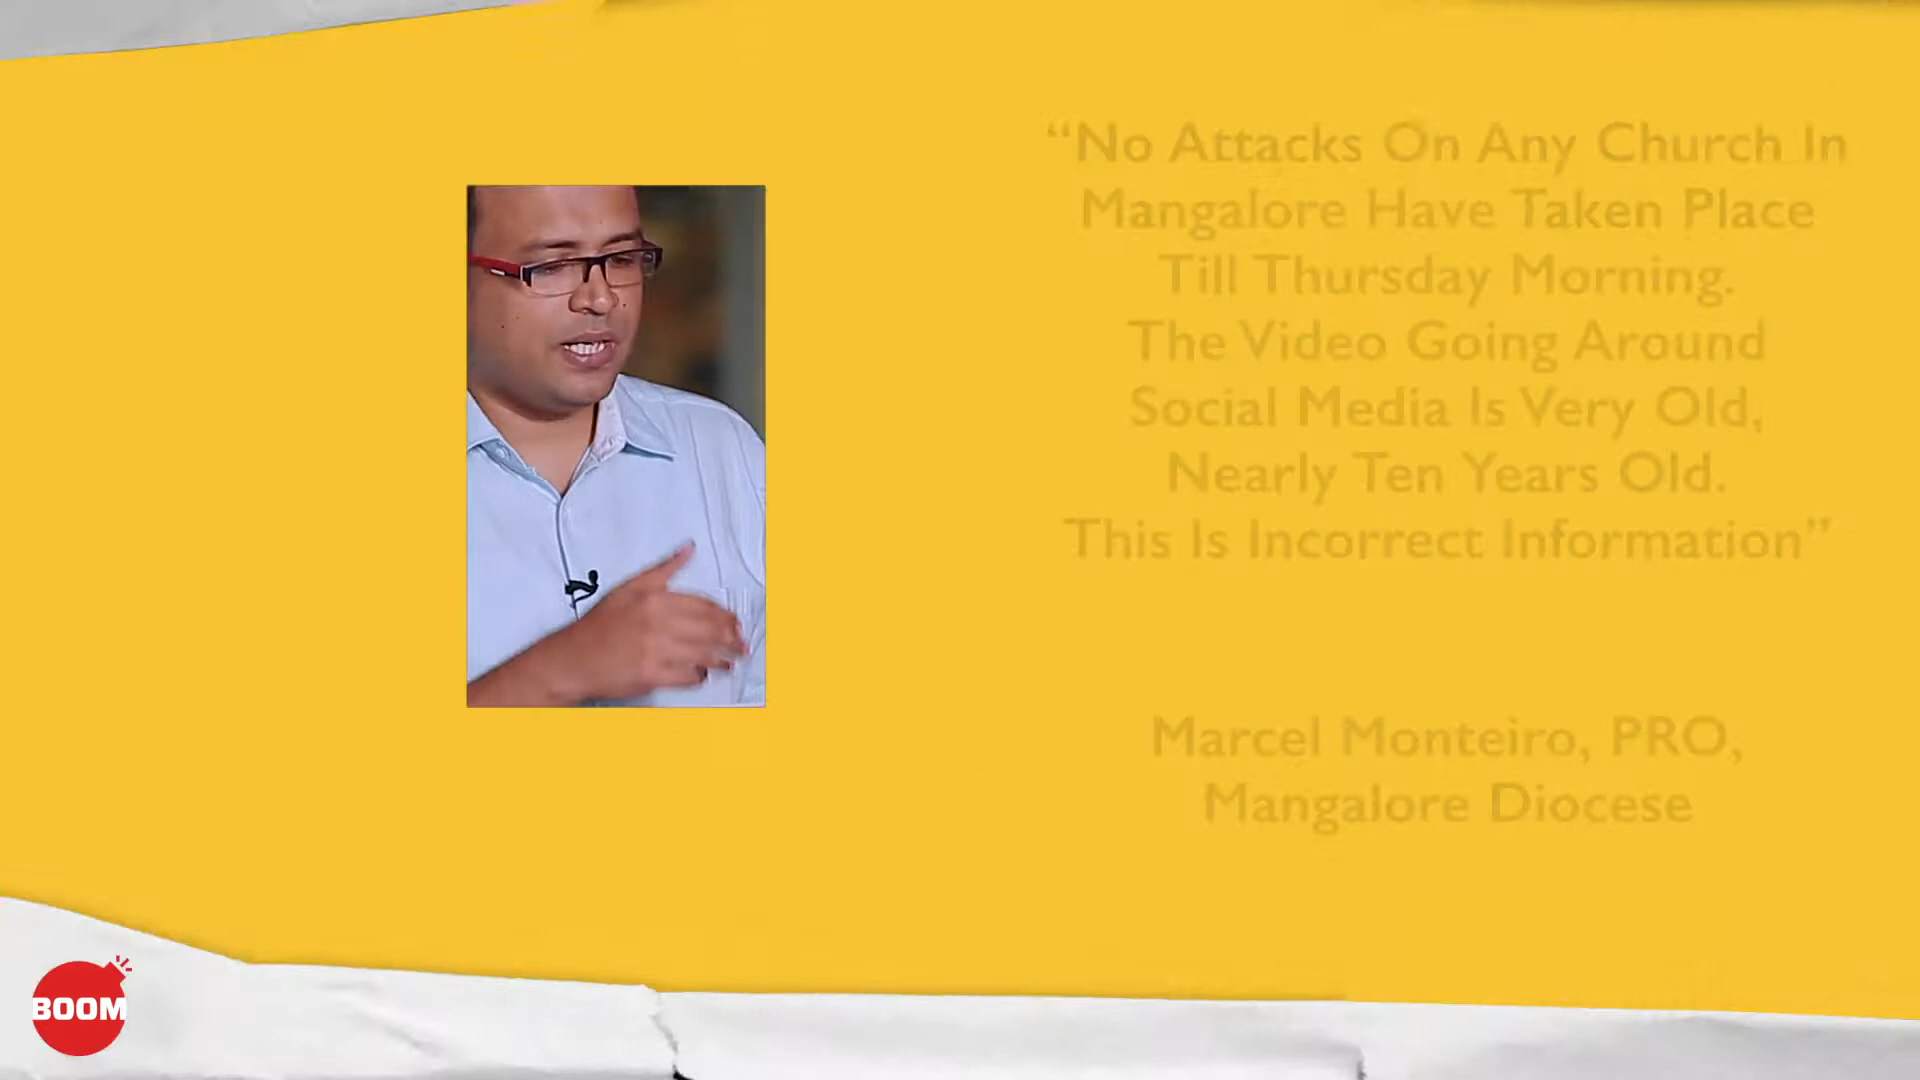 “No Attacks On Any Church In
Mangalore Have Taken Place
Till Thursday Morning.
The Video Going Around
Social Media Is Very Old,
Nearly Ten Years Old.
This Is Incorrect Information”
Marcel Monteiro, PRO,
Mangalore Diocese
BOOM